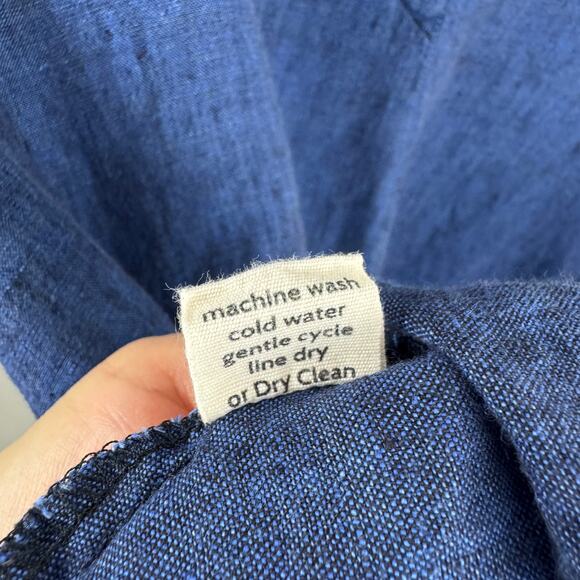 machine wash
cold water
gentle cycle
line dry
or Dry Clean